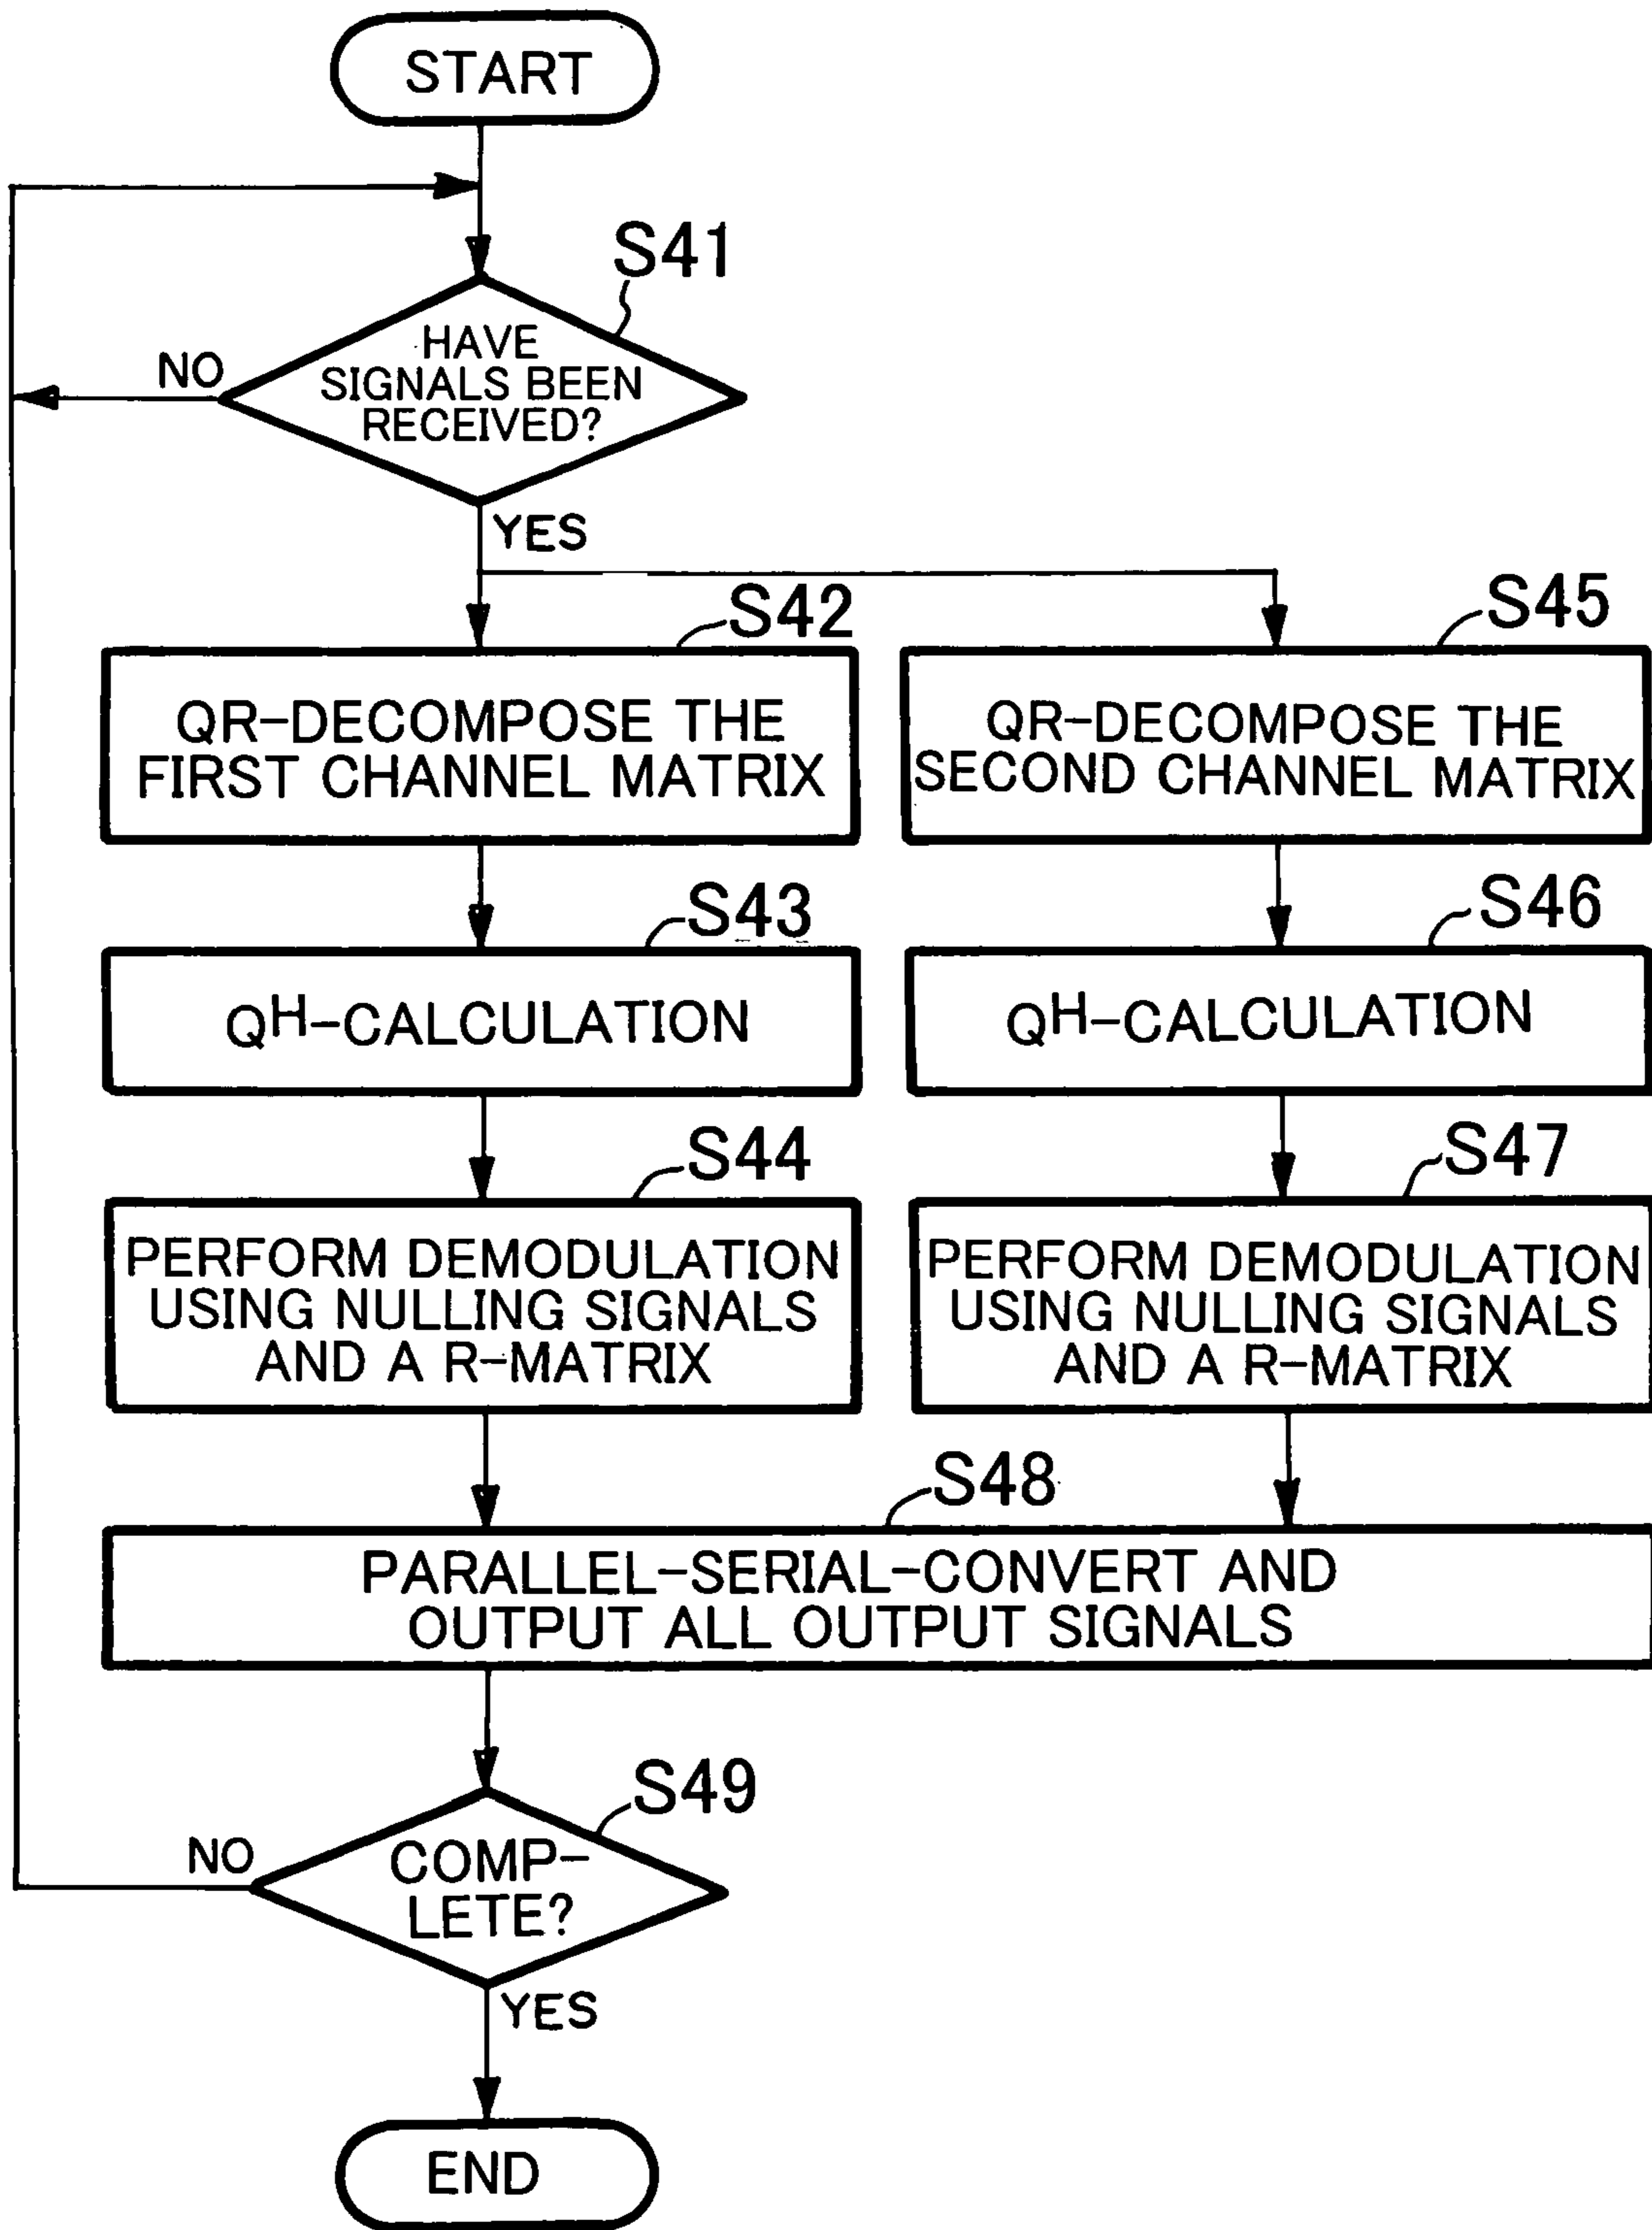 START
S41
HAVE
SIGNALS BEEN
RECEIVED?
NO
YES
S42
QR-DECOMPOSE THE
FIRST CHANNEL MATRIX
S45
QR-DECOMPOSE THE
SECOND CHANNEL MATRIX
S43
Qᴴ-CALCULATION
S46
Qᴴ-CALCULATION
S44
PERFORM DEMODULATION
USING NULLING SIGNALS
AND A R-MATRIX
S47
PERFORM DEMODULATION
USING NULLING SIGNALS
AND A R-MATRIX
S48
PARALLEL-SERIAL-CONVERT AND
OUTPUT ALL OUTPUT SIGNALS
S49
COMP-
LETE?
NO
YES
END